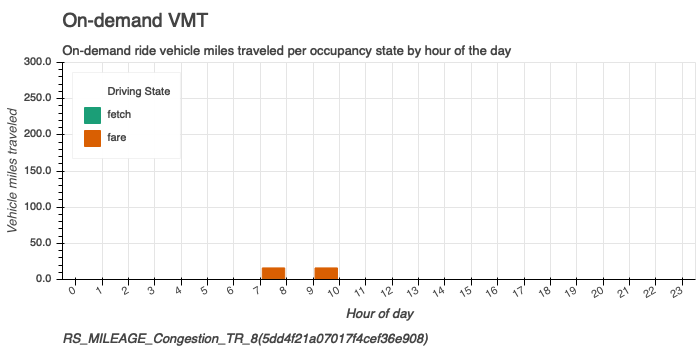 On-demand VMT
On-demand ride vehicle miles traveled per occupancy state by hour of the day
300.0
250.0
200.0
150.0
100.0
50.0
0.0
Vehicle miles traveled
Driving State
fetch
fare
0 1 2 3 4 5 6 7 8 9 10 11 12 13 14 15 16 17 18 19 20 21 22 23
Hour of day
RS_MILEAGE_Congestion_TR_8(5dd4f21a07017f4cef36e908)